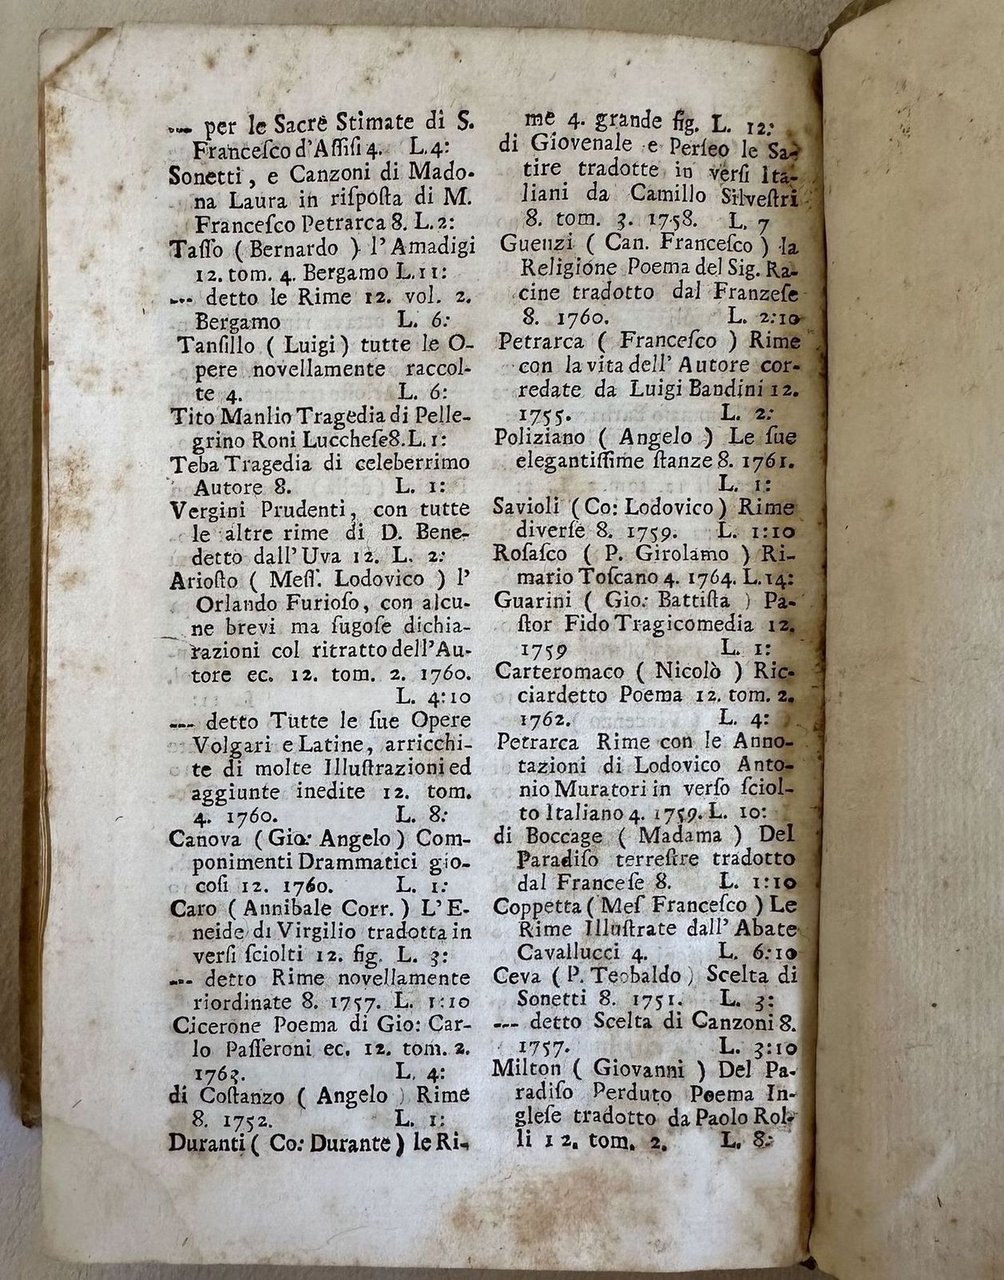 --- per le Sacre Stimate di S.
Franceſco d'Aſſiſi 4. L.4:
Sonetti, e Canzoni di Mado-
na Laura in riſpoſta di M.
Franceſco Petrarca 8. L.2:
Taſſo ( Bernardo ) l'Amadigi
12. tom. 4. Bergamo L.11:
--- detto le Rime 12. vol. 2.
Bergamo L. 6:
Tanſillo ( Luigi ) tutte le O-
pere novellamente raccol-
te 4. L. 6:
Tito Manlio Tragedia di Pelle-
grino Roni Luccheſe8.L.1:
Teba Tragedia di celeberrimo
Autore 8. L. 1:
Vergini Prudenti, con tutte
le altre rime di D. Bene-
detto dall'Uva 12. L. 2:
Arioſto ( Meſſ. Lodovico ) l'
Orlando Furioſo, con alcu-
ne brevi ma ſugoſe dichia-
razioni col ritratto dell'Au-
tore ec. 12. tom. 2. 1760.
L. 4:10
--- detto Tutte le ſue Opere
Volgari e Latine, arricchi-
te di molte Illuſtrazioni ed
aggiunte inedite 12. tom.
4. 1760. L. 8:
Canova ( Gio: Angelo ) Com-
ponimenti Drammatici gio-
coſi 12. 1760. L. 1:
Caro ( Annibale Corr. ) L'E-
neide di Virgilio tradotta in
verſi ſciolti 12. fig. L. 3:
--- detto Rime novellamente
riordinate 8. 1757. L. 1:10
Cicerone Poema di Gio: Car-
lo Paſſeroni ec. 12. tom. 2.
1763. L. 4:
di Coſtanzo ( Angelo ) Rime
8. 1752. L. 1:
Duranti ( Co: Durante ) le Ri-
me 4. grande fig. L. 12:
di Giovenale e Perſeo le Sa-
tire tradotte in verſi Ita-
liani da Camillo Silveſtri
8. tom. 3. 1758. L. 7
Guenzi ( Can. Franceſco ) la
Religione Poema del Sig. Ra-
cine tradotto dal Franzeſe
8. 1760. L. 2:10
Petrarca ( Franceſco ) Rime
con la vita dell' Autore cor-
redate da Luigi Bandini 12.
1755. L. 2:
Poliziano ( Angelo ) Le ſue
elegantiſſime ſtanze 8. 1761.
L. 1:
Savioli ( Co: Lodovico ) Rime
diverſe 8. 1759. L. 1:10
Roſaſco ( P. Girolamo ) Ri-
mario Toſcano 4. 1764. L.14:
Guarini ( Gio: Battiſta ) Pa-
ſtor Fido Tragicomedia 12.
1759 L. 1:
Carteromaco ( Nicolò ) Ric-
ciardetto Poema 12. tom. 2.
1762. L. 4:
Petrarca Rime con le Anno-
tazioni di Lodovico Anto-
nio Muratori in verſo ſciol-
to Italiano 4. 1759. L. 10:
di Boccage ( Madama ) Del
Paradiſo terreſtre tradotto
dal Franceſe 8. L. 1:10
Coppetta ( Meſ Franceſco ) Le
Rime Illuſtrate dall'Abate
Cavallucci 4. L. 6:10
Ceva ( P. Teobaldo ) Scelta di
Sonetti 8. 1751. L. 3:
--- detto Scelta di Canzoni 8.
1757. L. 3:10
Milton ( Giovanni ) Del Pa-
radiſo Perduto Poema In-
gleſe tradotto da Paolo Rol-
li 12. tom. 2. L. 8: